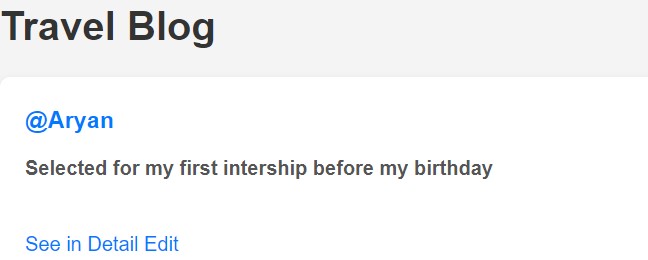 Travel Blog
@Aryan
Selected for my first intership before my birthday
See in Detail Edit